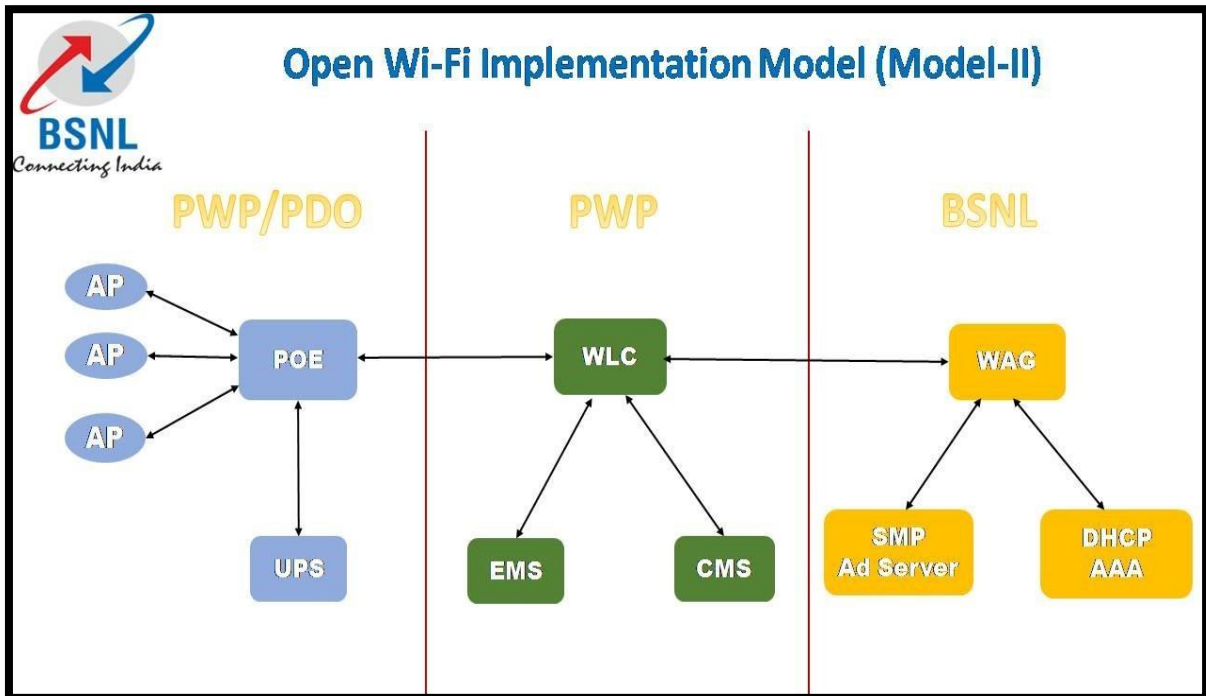 BSNL
Connecting India
Open Wi-Fi Implementation Model (Model-II)
PWP/PDO
PWP
BSNL
AP
AP
AP
POE
UPS
WLC
EMS
CMS
WAG
SMP
Ad Server
DHCP
AAA